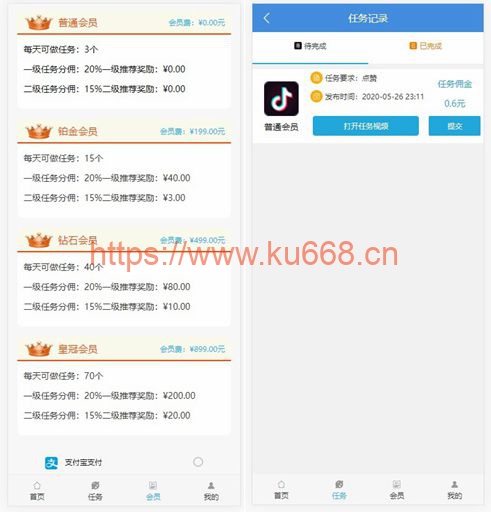 普通会员 会员需：¥0.00元
每天可做任务：3个
一级任务分佣：20%一级推荐奖励：¥0.00
二级任务分佣：15%二级推荐奖励：¥0.00
铂金会员 会员需：¥199.00元
每天可做任务：15个
一级任务分佣：20%一级推荐奖励：¥40.00
二级任务分佣：15%二级推荐奖励：¥3.00
钻石会员 会员需：¥499.00元
每天可做任务：40个
一级任务分佣：20%一级推荐奖励：¥80.00
二级任务分佣：15%二级推荐奖励：¥10.00
皇冠会员 会员需：¥899.00元
每天可做任务：70个
一级任务分佣：20%一级推荐奖励：¥200.00
二级任务分佣：15%二级推荐奖励：¥20.00
支付宝支付
首页 任务 会员 我的
任务记录
待完成 已完成
任务要求：点赞
任务佣金
发布时间：2020-05-26 23:11
0.6元
普通会员 打开任务视频 提交
首页 任务 会员 我的
https://www.ku668.cn